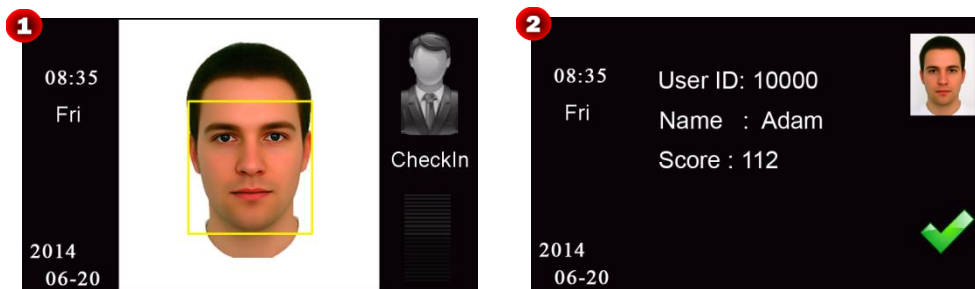 1
08:35
Fri
CheckIn
2014
06-20
2
08:35
Fri
User ID: 10000
Name : Adam
Score : 112
2014
06-20